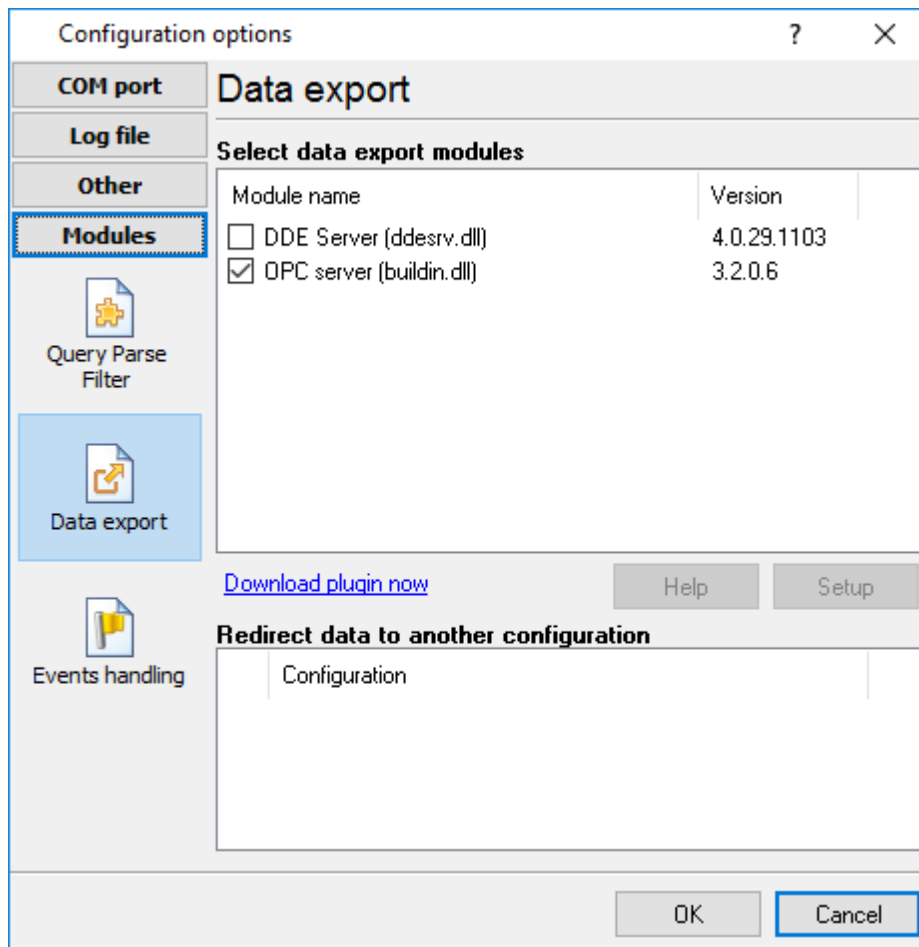 Configuration options
?
COM port
Log file
Other
Modules
Query Parse
Filter
Data export
Events handling
Data export
Select data export modules
Module name Version
DDE Server (ddesrv.dll) 4.0.29.1103
OPC server (buildin.dll) 3.2.0.6
Download plugin now Help Setup
Redirect data to another configuration
Configuration
OK Cancel